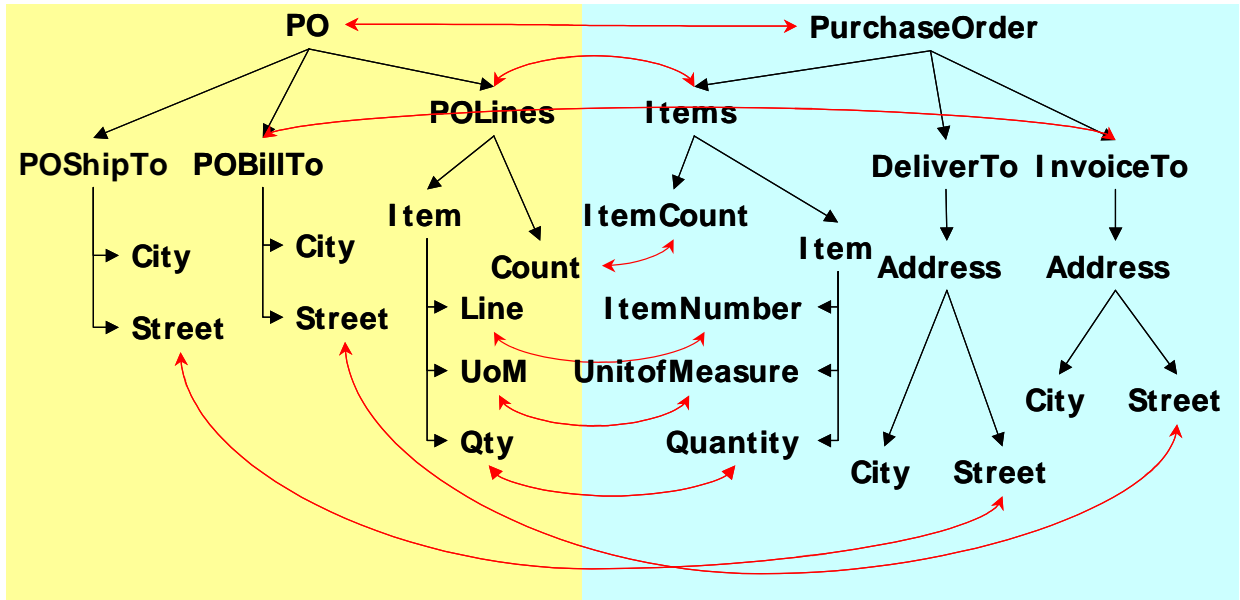 PO
PurchaseOrder
POLines
Items
POShipTo
POBillTo
DeliverTo
InvoiceTo
Item
ItemCount
City
City
Count
Item
Address
Address
Street
Street
Line
ItemNumber
UoM
UnitofMeasure
City
Street
Qty
Quantity
City
Street